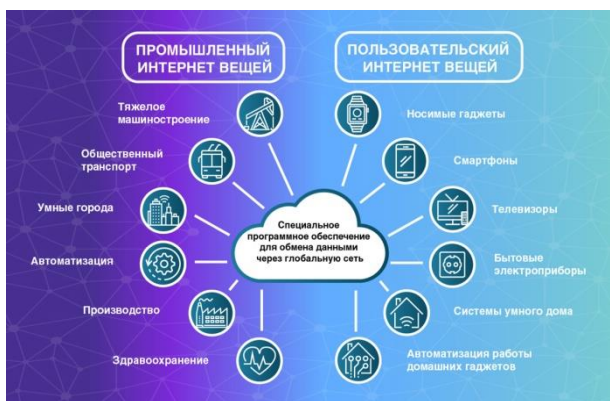 ПРОМЫШЛЕННЫЙ
ИНТЕРНЕТ ВЕЩЕЙ
Тяжелое
машиностроение
Общественный
транспорт
Умные города
Автоматизация
Производство
Здравоохранение
Специальное
программное обеспечение
для обмена данными
через глобальную сеть
ПОЛЬЗОВАТЕЛЬСКИЙ
ИНТЕРНЕТ ВЕЩЕЙ
Носимые гаджеты
Смартфоны
Телевизоры
Бытовые
электроприборы
Системы умного дома
Автоматизация работы
домашних гаджетов